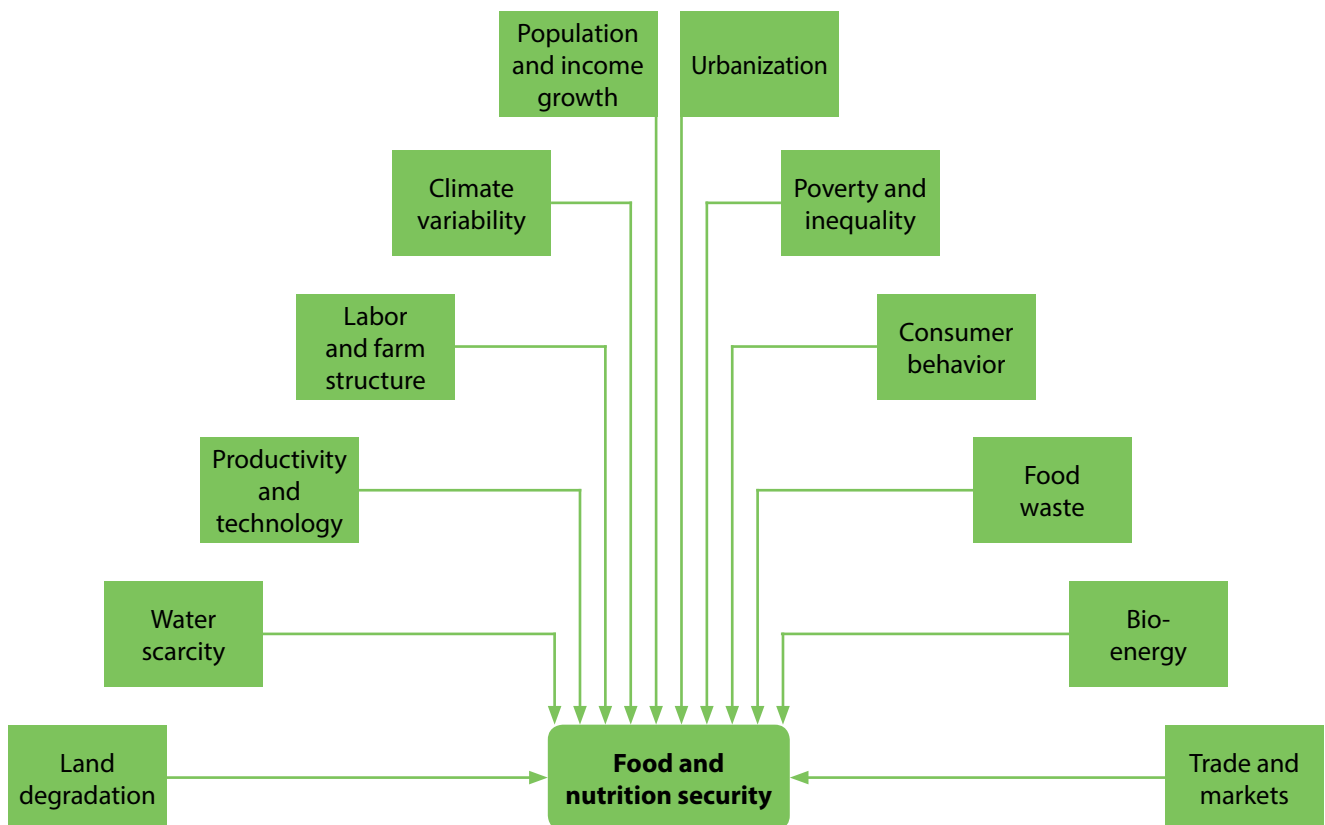 Population
and income
growth
Urbanization
Climate
variability
Poverty and
inequality
Labor
and farm
structure
Consumer
behavior
Productivity
and
technology
Food
waste
Water
scarcity
Bio-
energy
Land
degradation
Food and
nutrition security
Trade and
markets